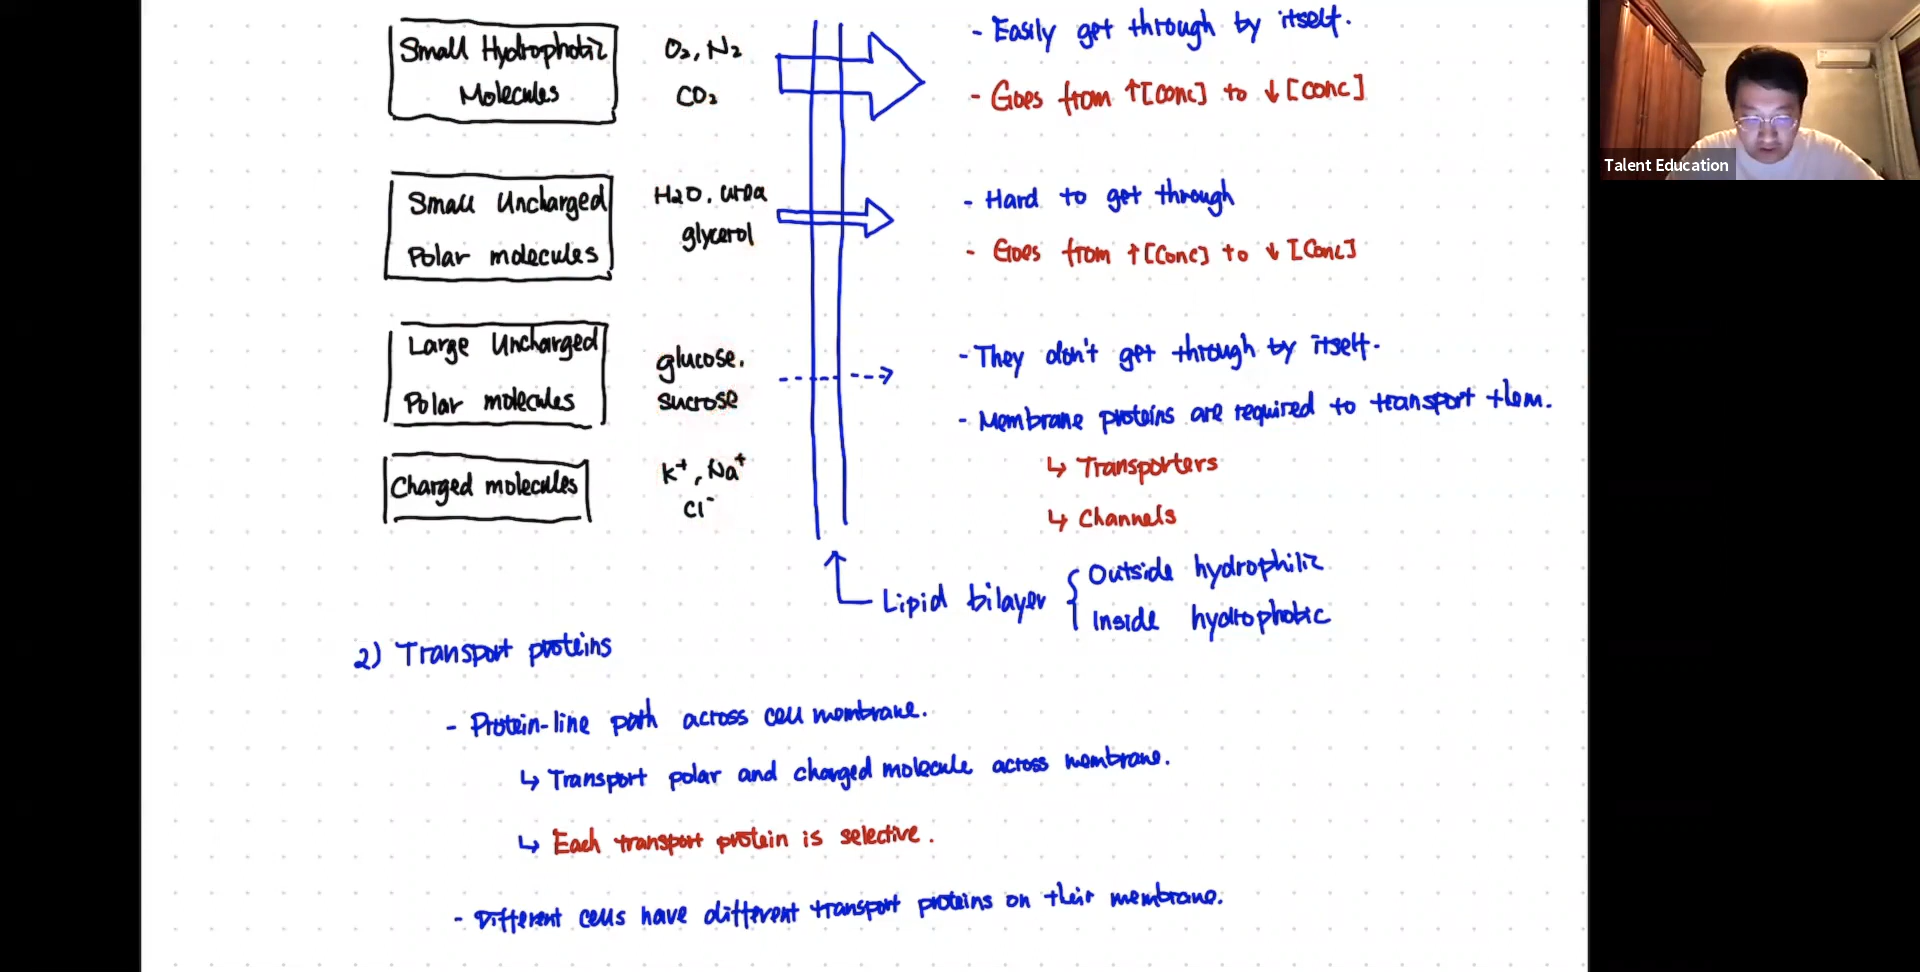 Small Hydrophobic
Molecules
O2, N2
CO2
- Easily get through by itself.
- Goes from ↑[conc] to ↓[conc]
Small Uncharged
Polar molecules
H2O, urea
glycerol
- Hard to get through
- Goes from ↑[conc] to ↓[conc]
Large Uncharged
Polar molecules
glucose.
sucrose
- They don't get through by itself.
- Membrane proteins are required to transport them.
↳ Transporters
↳ Channels
Charged molecules
K+, Na+
Cl-
Lipid bilayer { Outside hydrophilic
Inside hydrophobic
2) Transport proteins
- Protein-line path across cell membrane.
↳ Transport polar and charged molecule across membrane.
↳ Each transport protein is selective.
- Different cells have different transport proteins on their membrane.
Talent Education